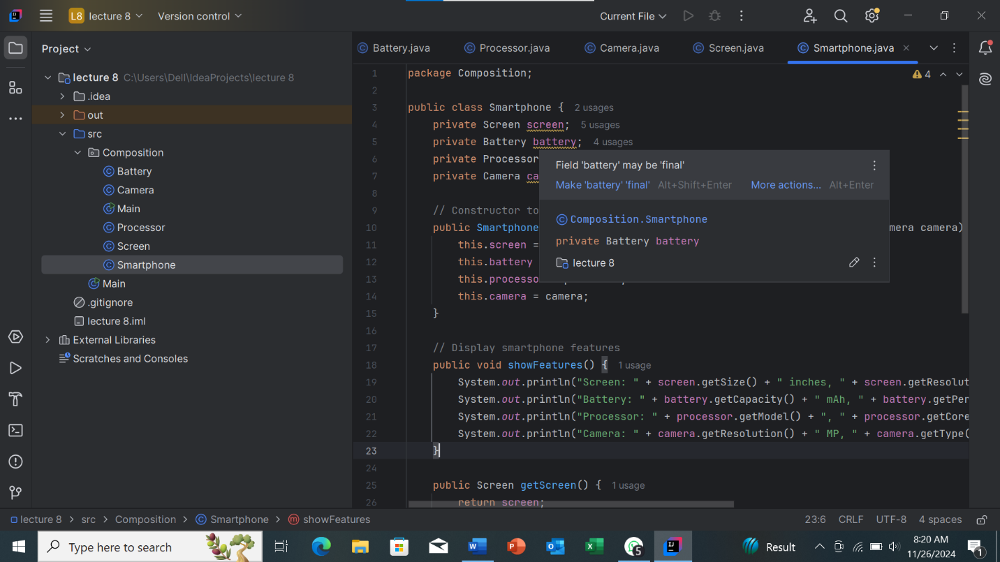 L8 lecture 8
Version control
Current File
Project
lecture 8 C:\Users\Dell\IdeaProjects\lecture 8
.idea
out
src
Composition
Battery
Camera
Main
Processor
Screen
Smartphone
Main
.gitignore
lecture 8.iml
External Libraries
Scratches and Consoles
Battery.java
Processor.java
Camera.java
Screen.java
Smartphone.java
4
1 package Composition;
2
3 public class Smartphone { 2 usages
4 private Screen screen; 5 usages
5 private Battery battery; 4 usages
6 private Processor
7 private Camera ca
8
9 // Constructor to
10 public Smartphone mera camera)
11 this.screen =
12 this.battery
13 this.processo
14 this.camera = camera;
15 }
16
17 // Display smartphone features
18 public void showFeatures() { 1 usage
19 System.out.println("Screen: " + screen.getSize() + " inches, " + screen.getResolut
20 System.out.println("Battery: " + battery.getCapacity() + " mAh, " + battery.getPer
21 System.out.println("Processor: " + processor.getModel() + ", " + processor.getCore
22 System.out.println("Camera: " + camera.getResolution() + " MP, " + camera.getType(
23 }
24
25 public Screen getScreen() { 1 usage
26 return screen;
Field 'battery' may be 'final'
Make 'battery' 'final' Alt+Shift+Enter More actions... Alt+Enter
Composition.Smartphone
private Battery battery
lecture 8
lecture 8 > src > Composition > Smartphone > showFeatures
23:6 CRLF UTF-8 4 spaces
Type here to search
5
Result
8:20 AM
11/26/2024
1